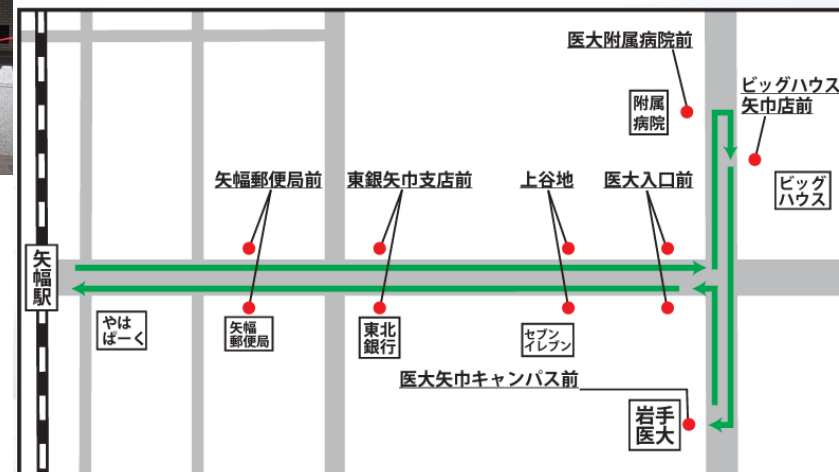 医大附属病院前
ビッグハウス
矢巾店前
附属
病院
ビッグ
ハウス
矢幅郵便局前
東銀矢巾支店前
上谷地
医大入口前
矢幅駅
やは
ぱーく
矢幅
郵便局
東北
銀行
セブン
イレブン
医大矢巾キャンパス前
岩手
医大